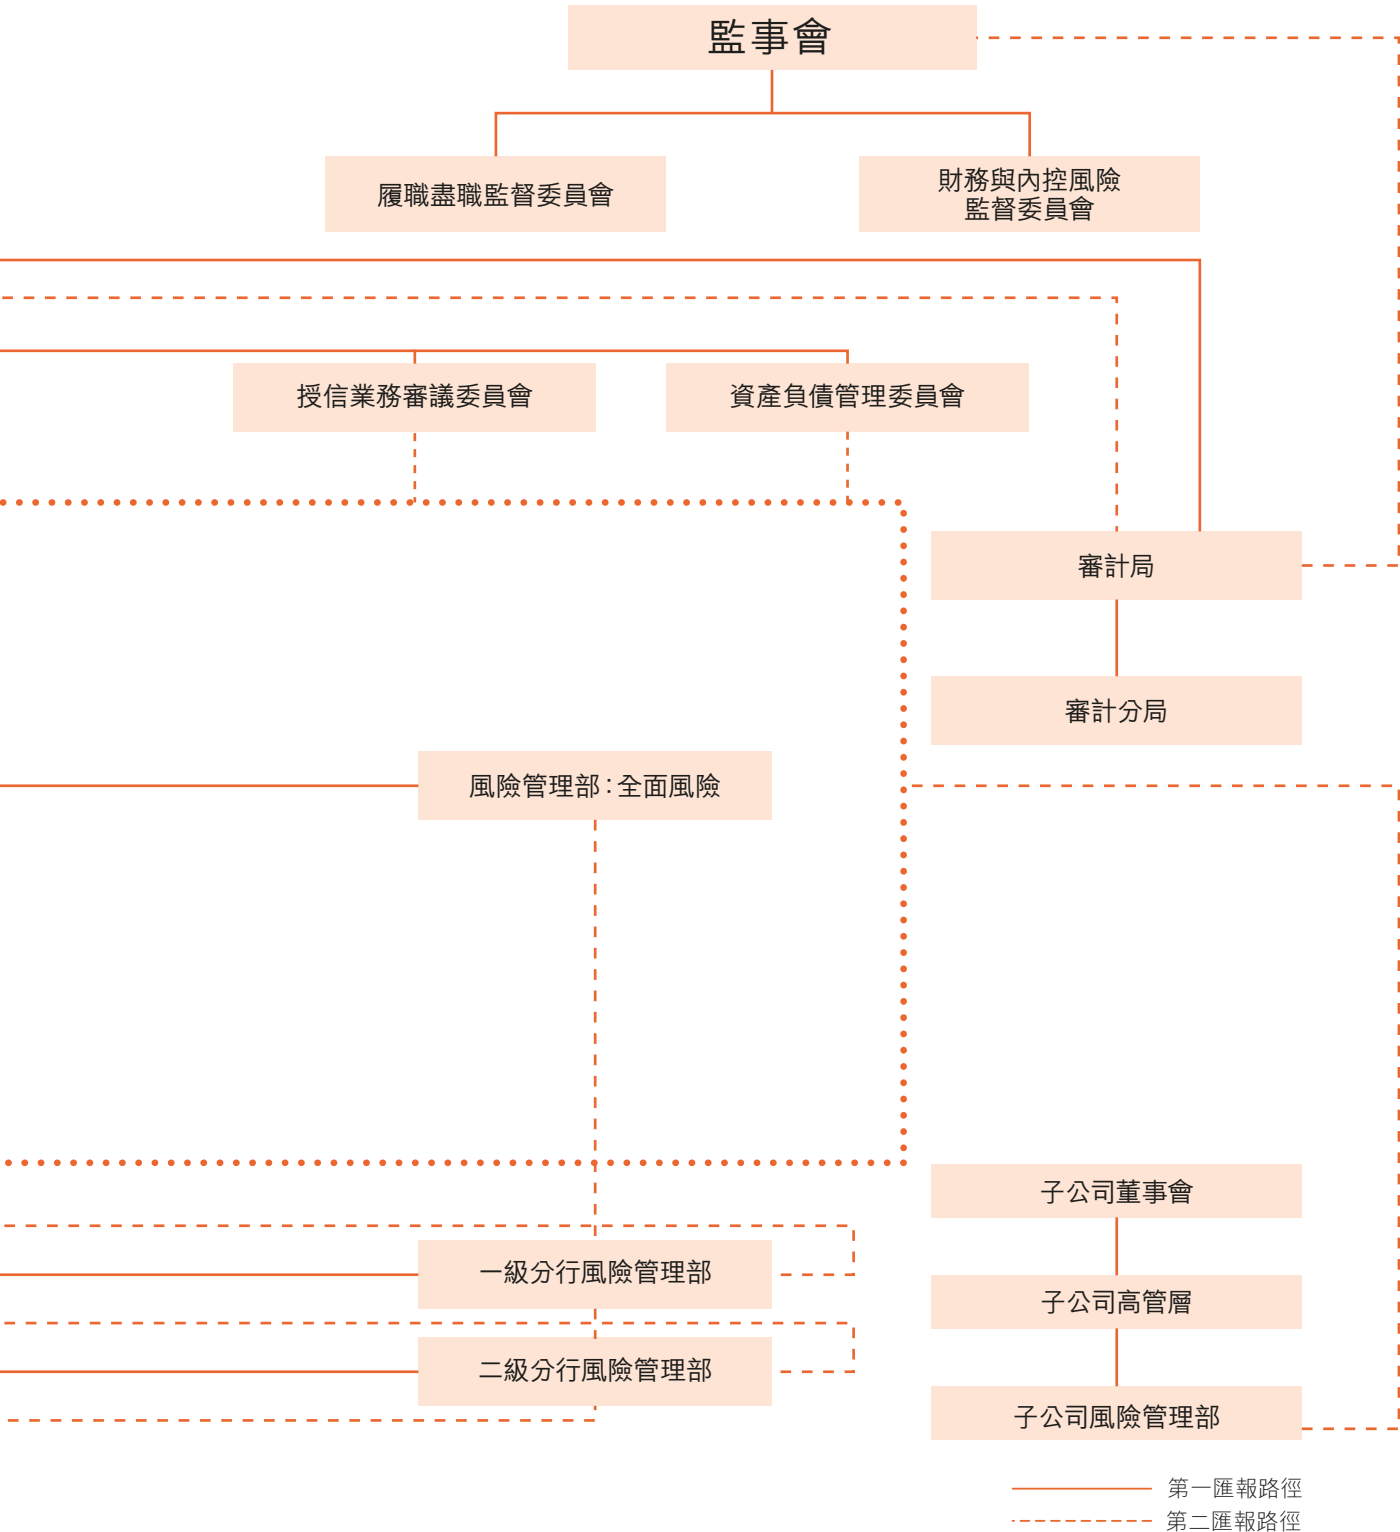 監事會
履職盡職監督委員會
財務與內控風險
監督委員會
授信業務審議委員會
資產負債管理委員會
審計局
審計分局
風險管理部：全面風險
子公司董事會
一級分行風險管理部
子公司高管層
二級分行風險管理部
子公司風險管理部
第一匯報路徑
第二匯報路徑